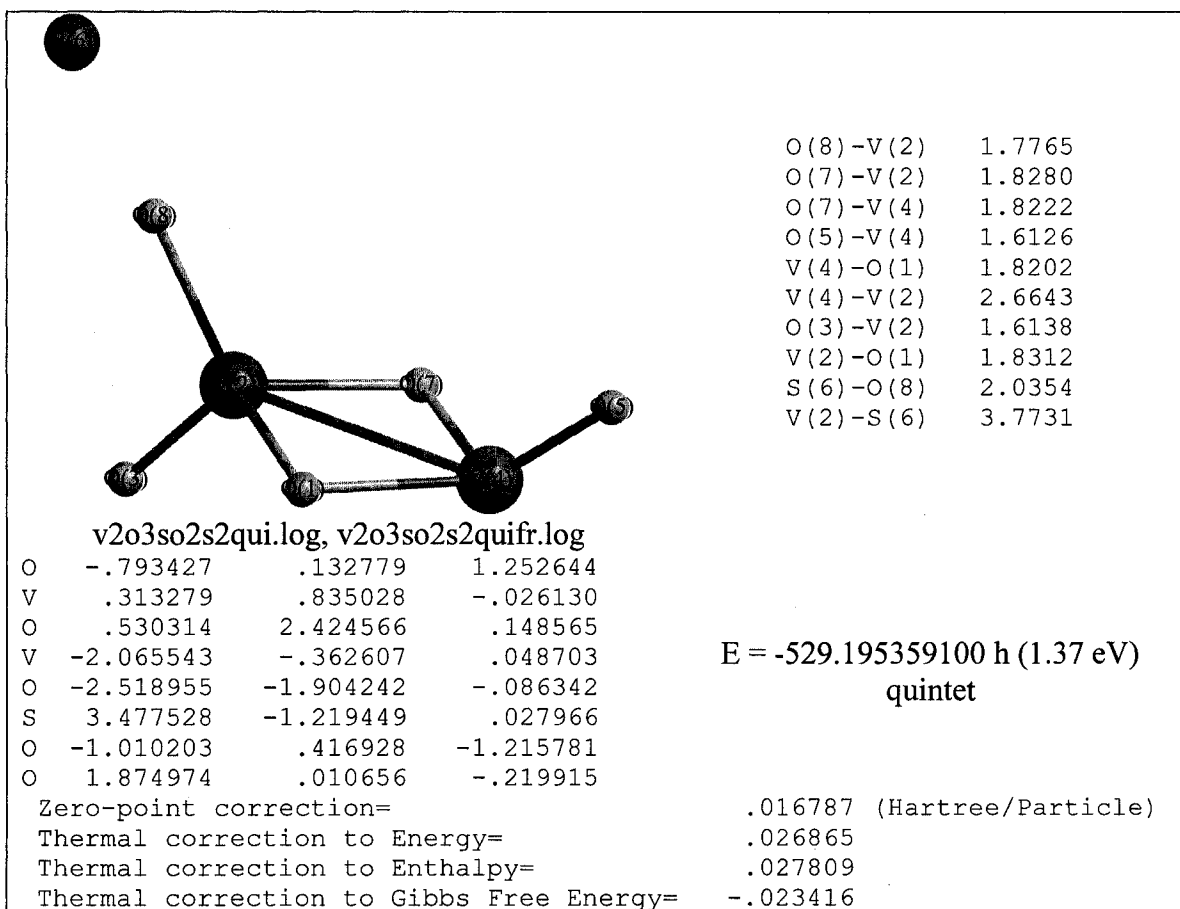 O(8)-V(2) 1.7765
O(7)-V(2) 1.8280
O(7)-V(4) 1.8222
O(5)-V(4) 1.6126
V(4)-O(1) 1.8202
V(4)-V(2) 2.6643
O(3)-V(2) 1.6138
V(2)-O(1) 1.8312
S(6)-O(8) 2.0354
V(2)-S(6) 3.7731
v2o3so2s2qui.log, v2o3so2s2quifr.log
O -.793427 .132779 1.252644
V .313279 .835028 -.026130
O .530314 2.424566 .148565
V -2.065543 -.362607 .048703
O -2.518955 -1.904242 -.086342
S 3.477528 -1.219449 .027966
O -1.010203 .416928 -1.215781
O 1.874974 .010656 -.219915
E = -529.195359100 h (1.37 eV)
quintet
Zero-point correction= .016787 (Hartree/Particle)
Thermal correction to Energy= .026865
Thermal correction to Enthalpy= .027809
Thermal correction to Gibbs Free Energy= -.023416